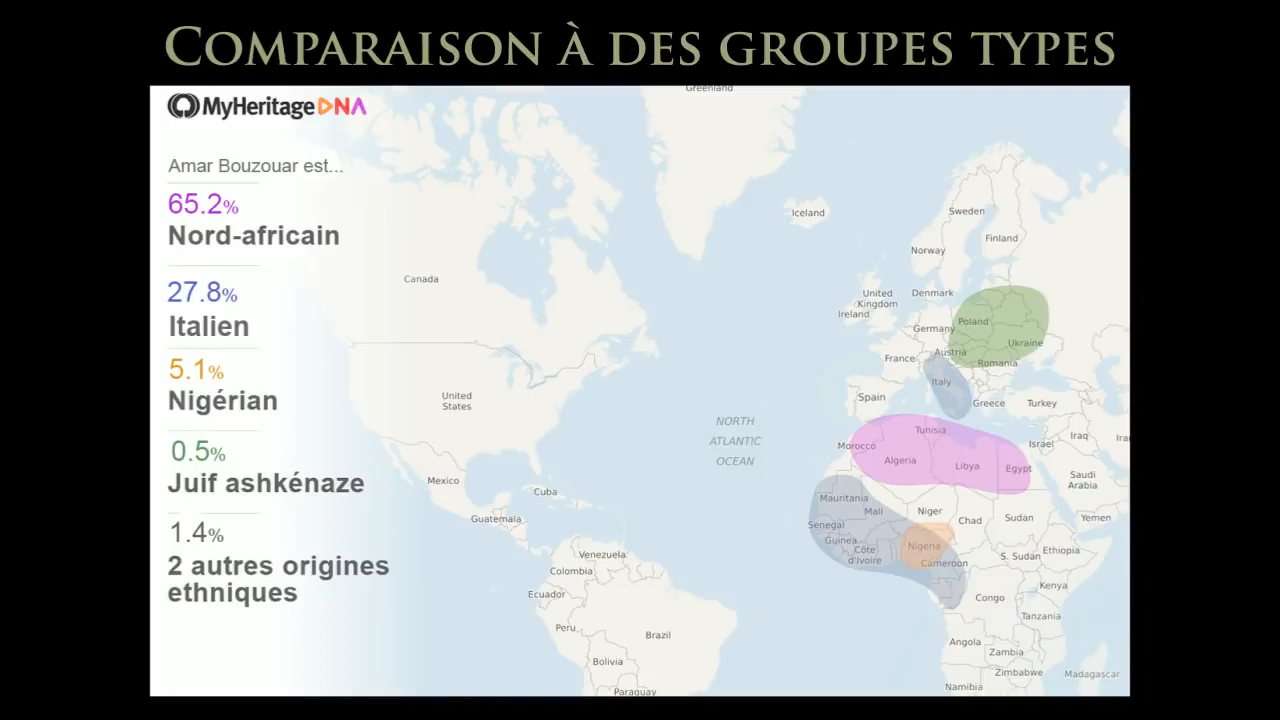 COMPARAISON À DES GROUPES TYPES
MyHeritage DNA
Amar Bouzouar est...
65.2%
Nord-africain
27.8%
Italien
5.1%
Nigérian
0.5%
Juif ashkénaze
1.4%
2 autres origines
ethniques
Greenland
Iceland
Sweden
Finland
Norway
Canada
United
Kingdom
Denmark
Ireland
Poland
Germany
Ukraine
Austria
France
Romania
Italy
United
States
Spain
Greece
Turkey
NORTH
ATLANTIC
OCEAN
Tunisia
Morocco
Israel
Iraq
Iran
Algeria
Libya
Egypt
Saudi
Arabia
Mexico
Cuba
Mauritania
Mali
Niger
Chad
Sudan
Yemen
Guatemala
Senegal
Guinea
Côte
d'Ivoire
Nigeria
Cameroon
S. Sudan
Ethiopia
Venezuela
Colombia
Ecuador
Kenya
Congo
Tanzania
Peru
Brazil
Angola
Zambia
Bolivia
Zimbabwe
Madagascar
Namibia
Paraguay